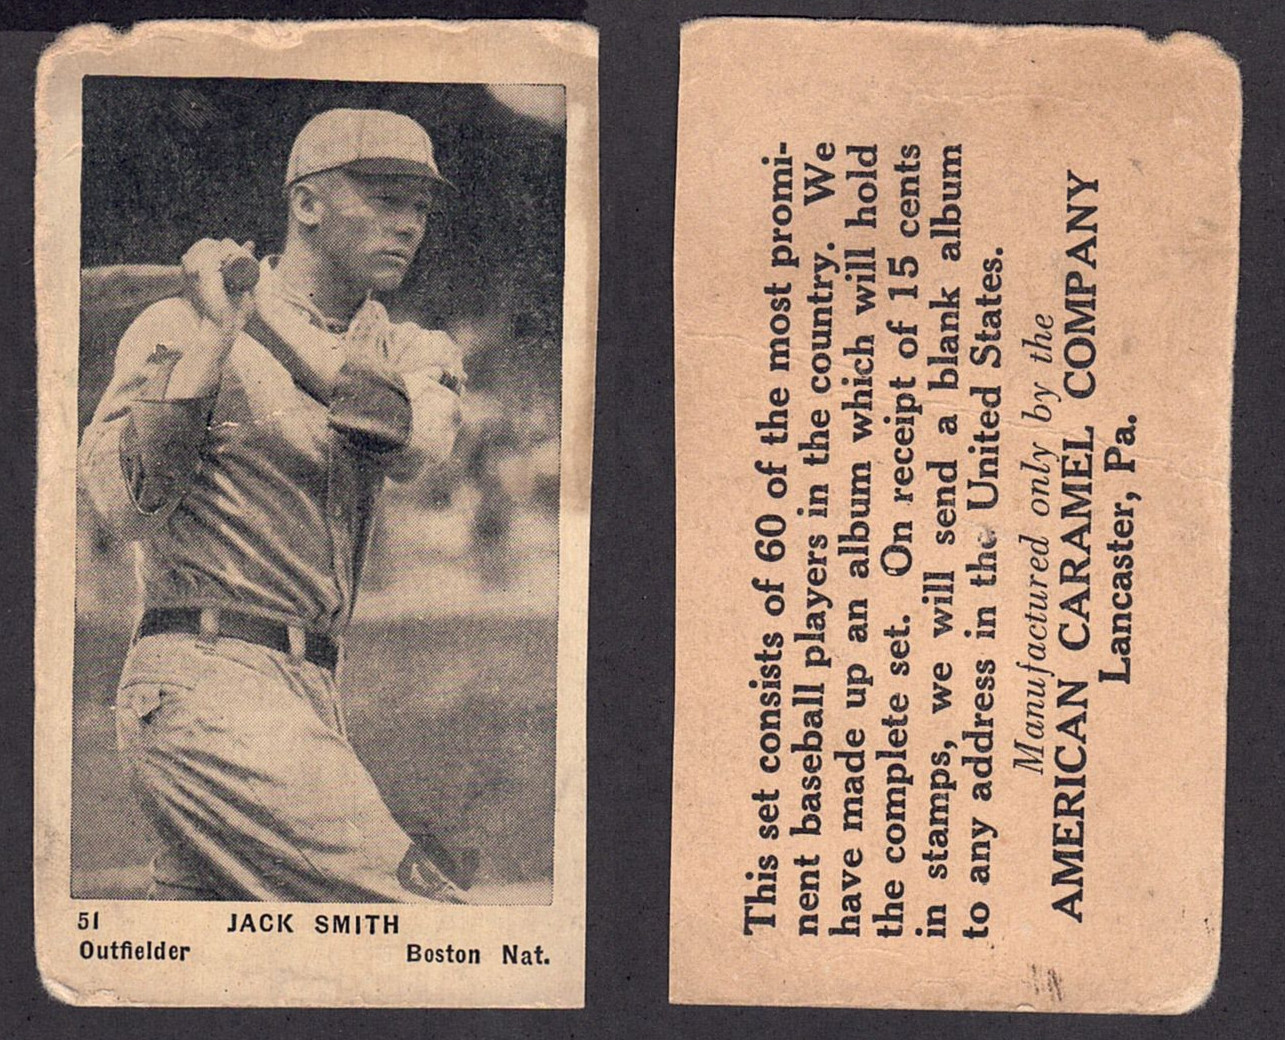 51 JACK SMITH
Outfielder Boston Nat.
This set consists of 60 of the most promi-
nent baseball players in the country. We
have made up an album which will hold
the complete set. On receipt of 15 cents
in stamps, we will send a blank album
to any address in the United States.
Manufactured only by the
AMERICAN CARAMEL COMPANY
Lancaster, Pa.